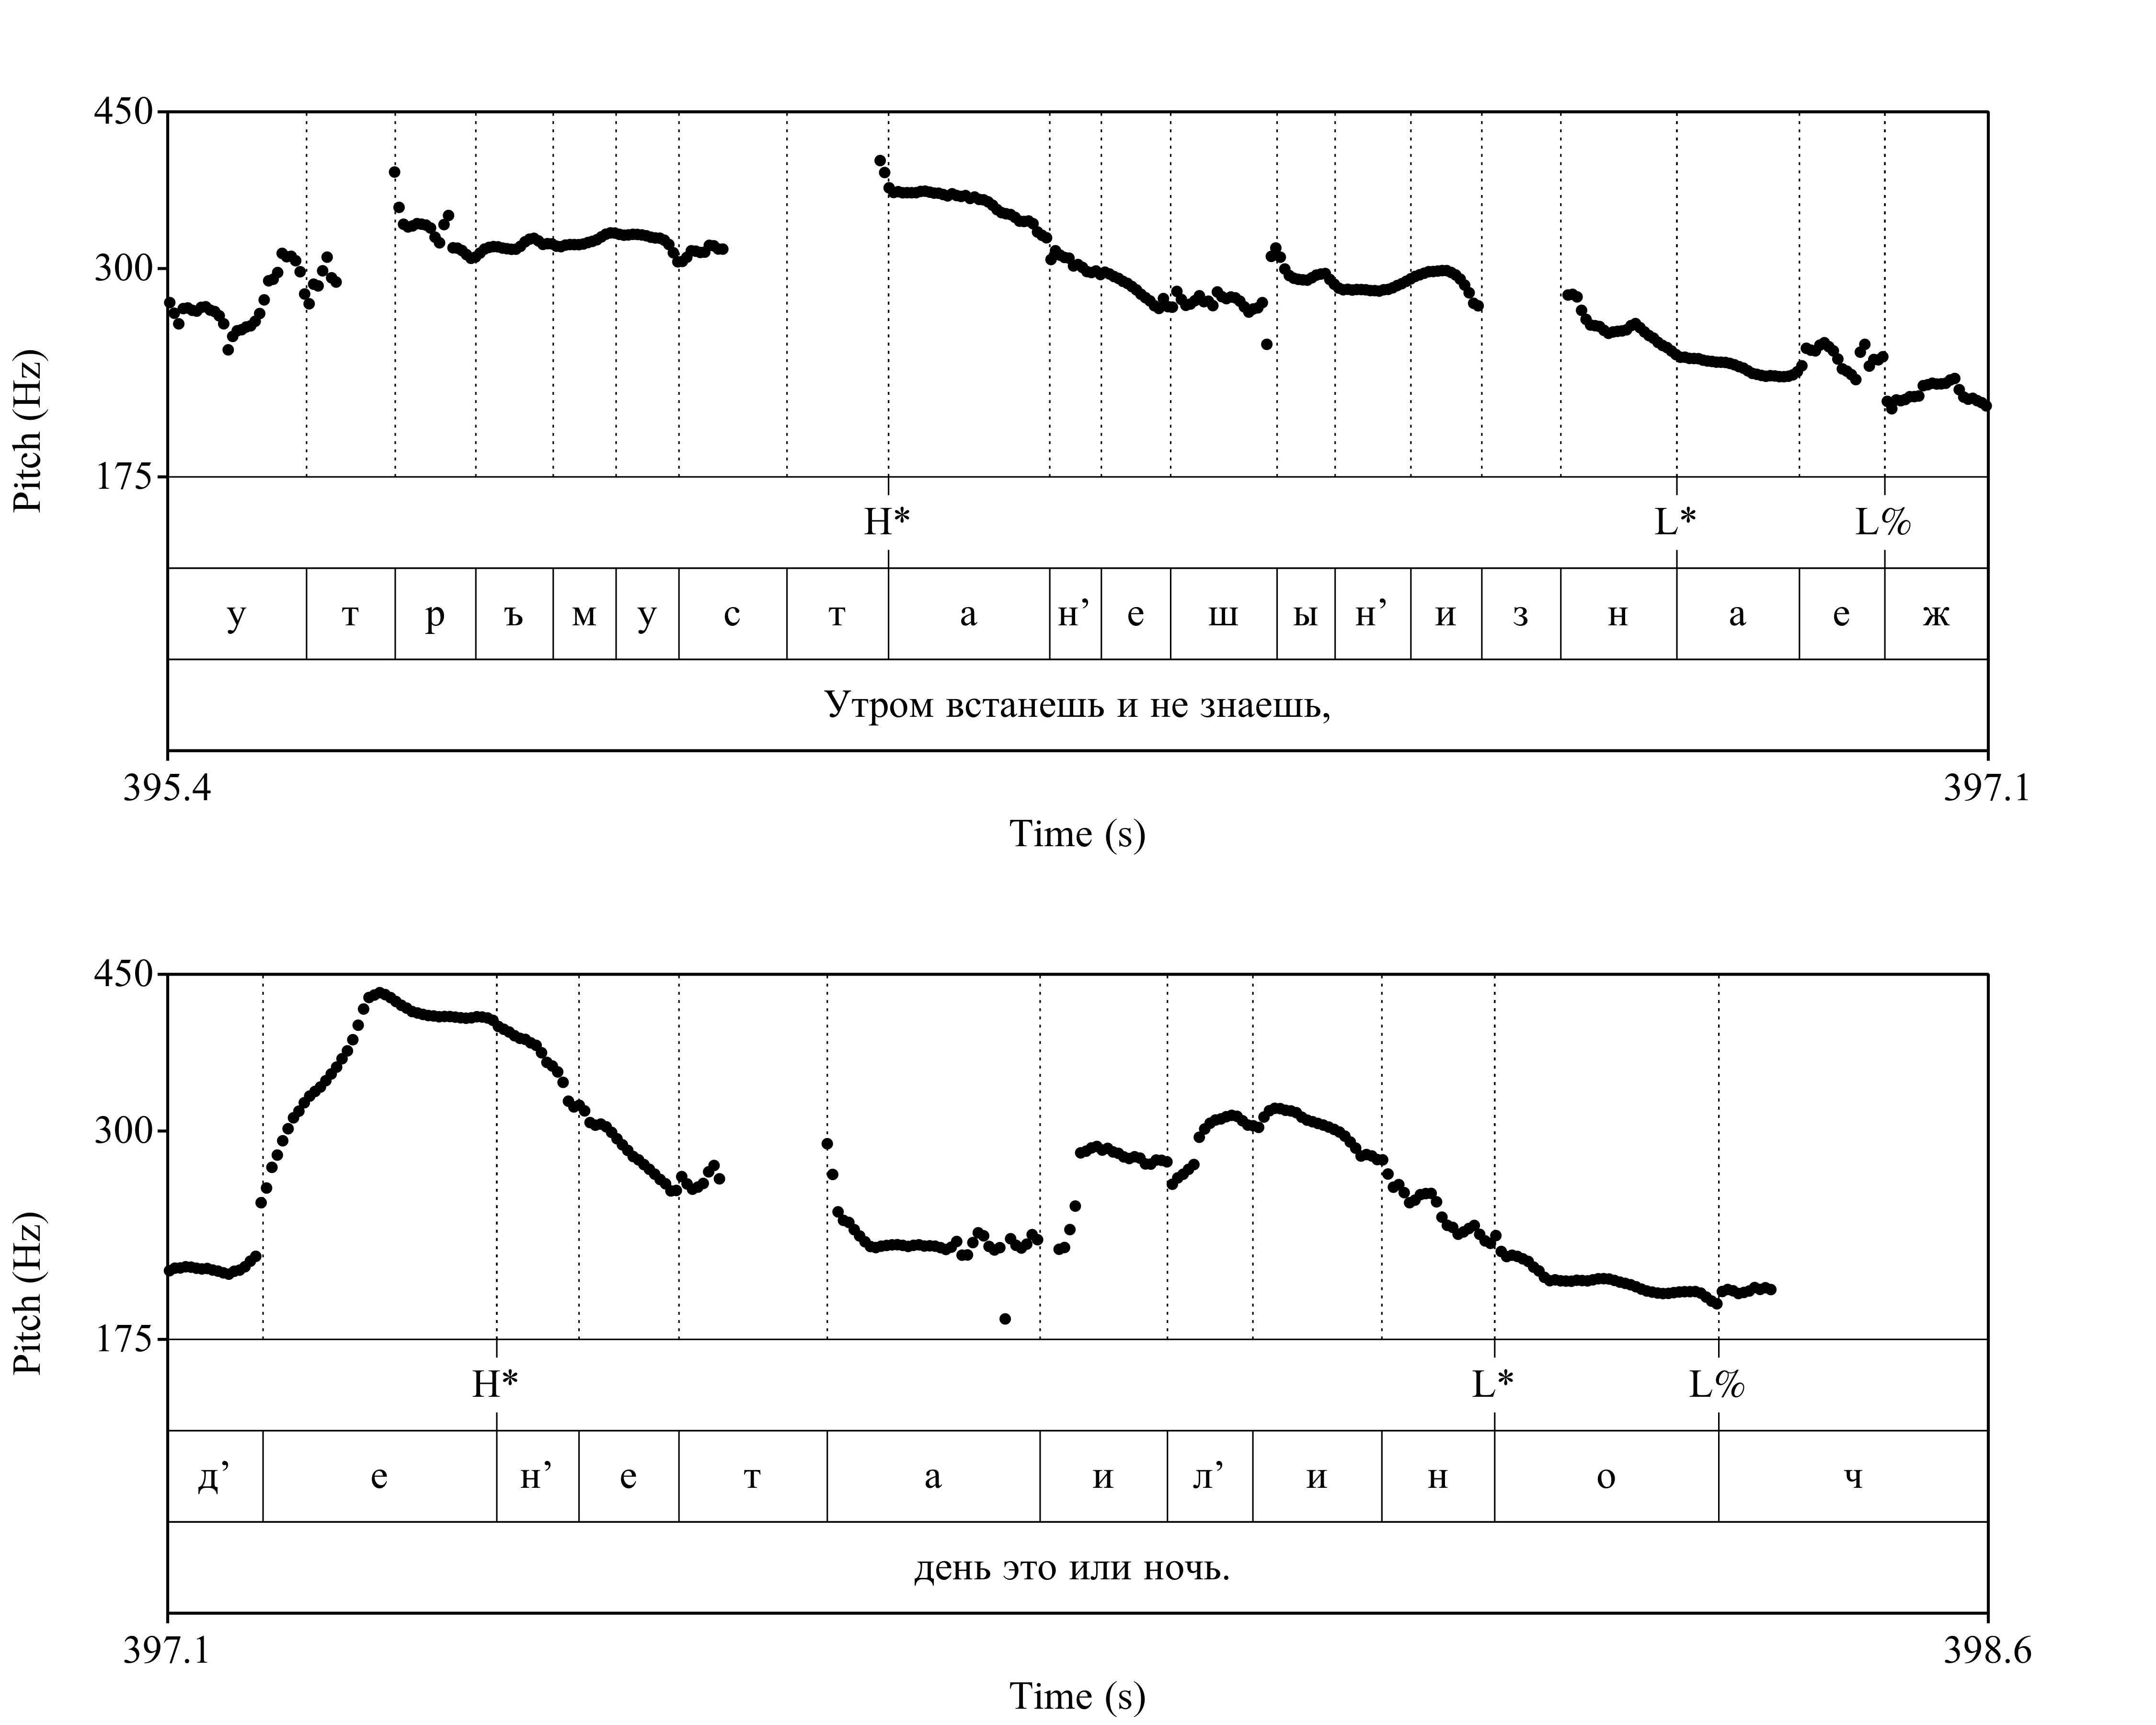 450
300
175
Pitch (Hz)
H* L* L%
у т р ъ м у с т а н’ е ш ы н’ и з н а е ж
Утром встанешь и не знаешь,
395.4 397.1
Time (s)
450
300
175
Pitch (Hz)
H* L* L%
д’ е н’ е т а и л’ и н о ч
день это или ночь.
397.1 398.6
Time (s)